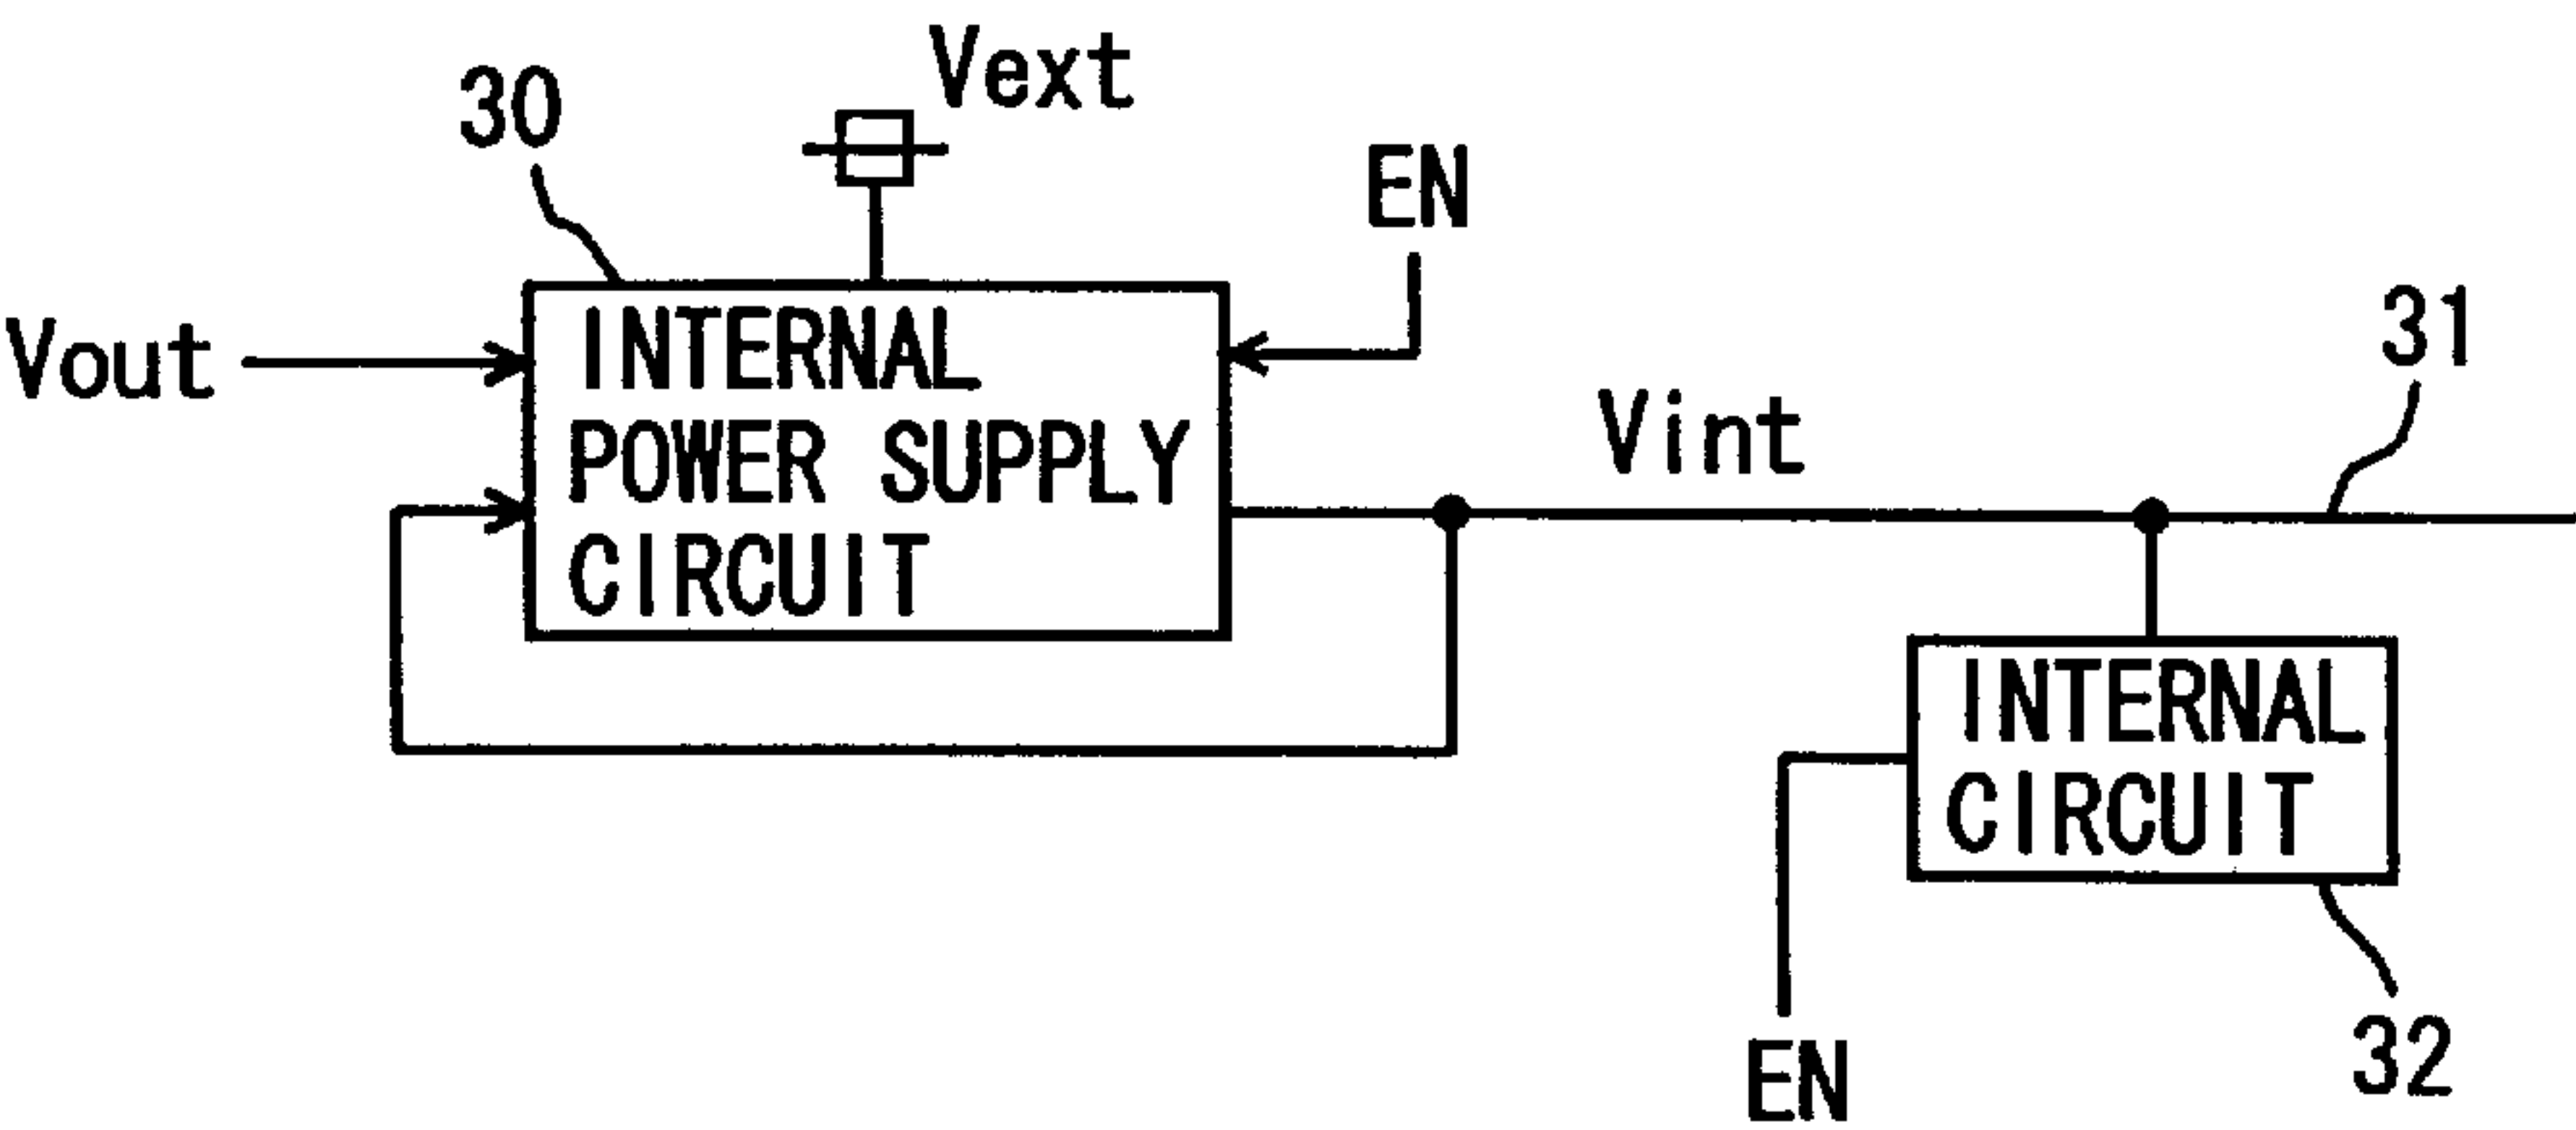 Vext
30
EN
Vout
INTERNAL
POWER SUPPLY
CIRCUIT
31
Vint
INTERNAL
CIRCUIT
EN
32